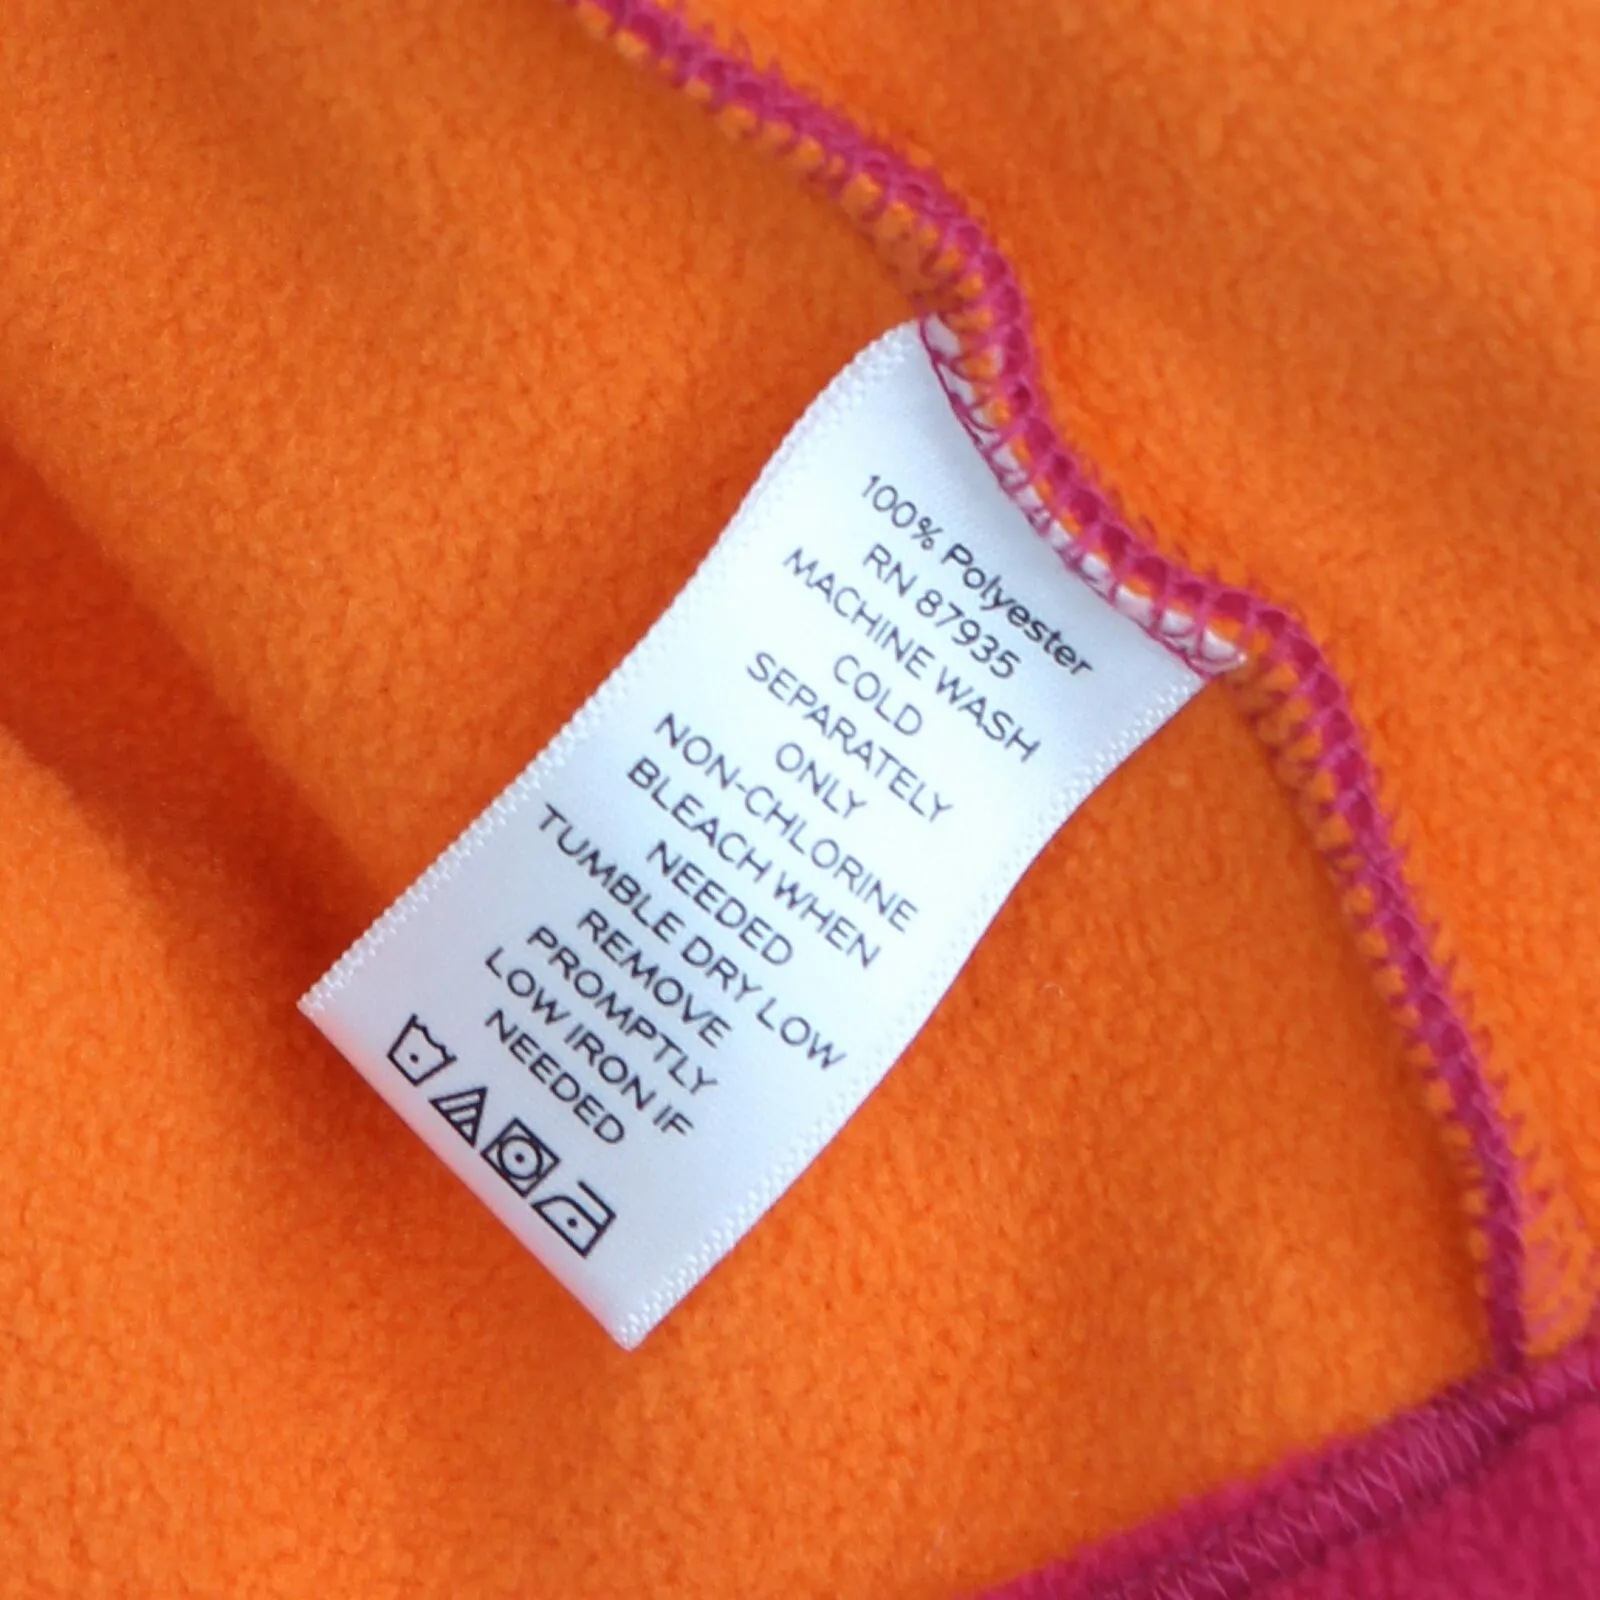 100% Polyester
RN 87935
MACHINE WASH
COLD
SEPARATELY
ONLY
NON-CHLORINE
BLEACH WHEN
NEEDED
TUMBLE DRY LOW
REMOVE
PROMPTLY
LOW IRON IF
NEEDED